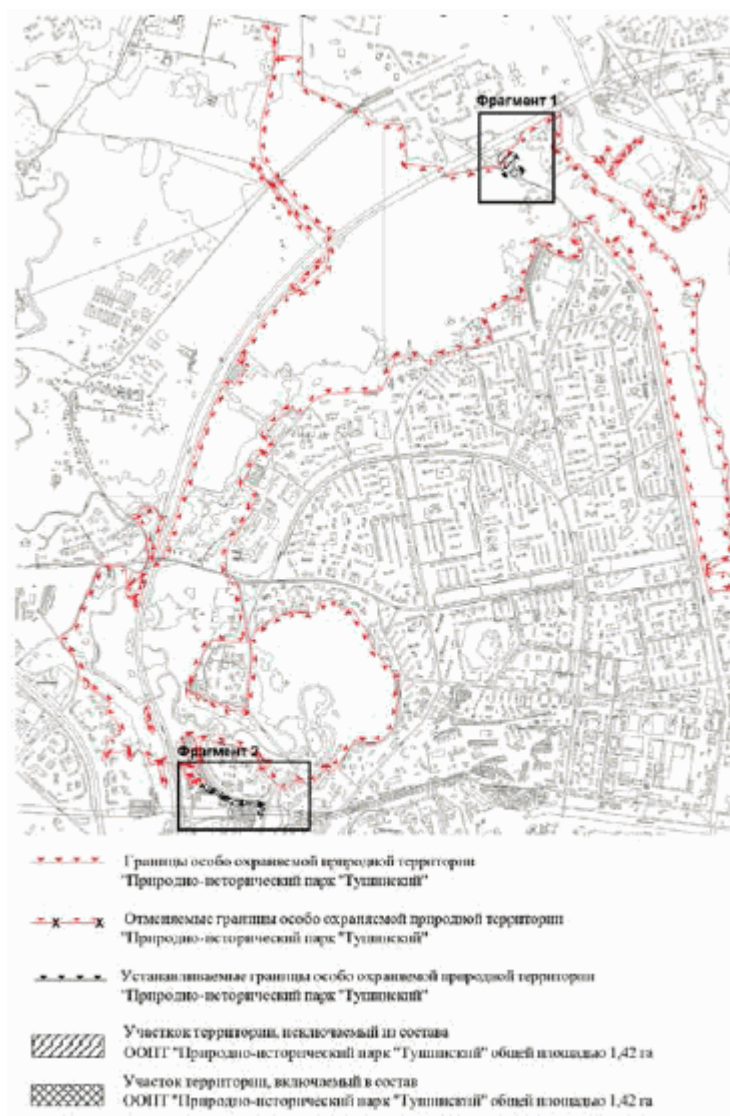 Фрагмент 1
Фрагмент 2
Границы особо охраняемой природной территории
"Природно-исторический парк "Тушинский"
Отменяемые границы особо охраняемой природной территории
"Природно-исторический парк "Тушинский"
Устанавливаемые границы особо охраняемой природной территории
"Природно-исторический парк "Тушинский"
Участкок территории, исключаемый из состава
ООПТ "Природно-исторический парк "Тушинский" общей площадью 1,42 га
Участок территории, включаемый в состав
ООПТ "Природно-исторический парк "Тушинский" общей площадью 1,42 га